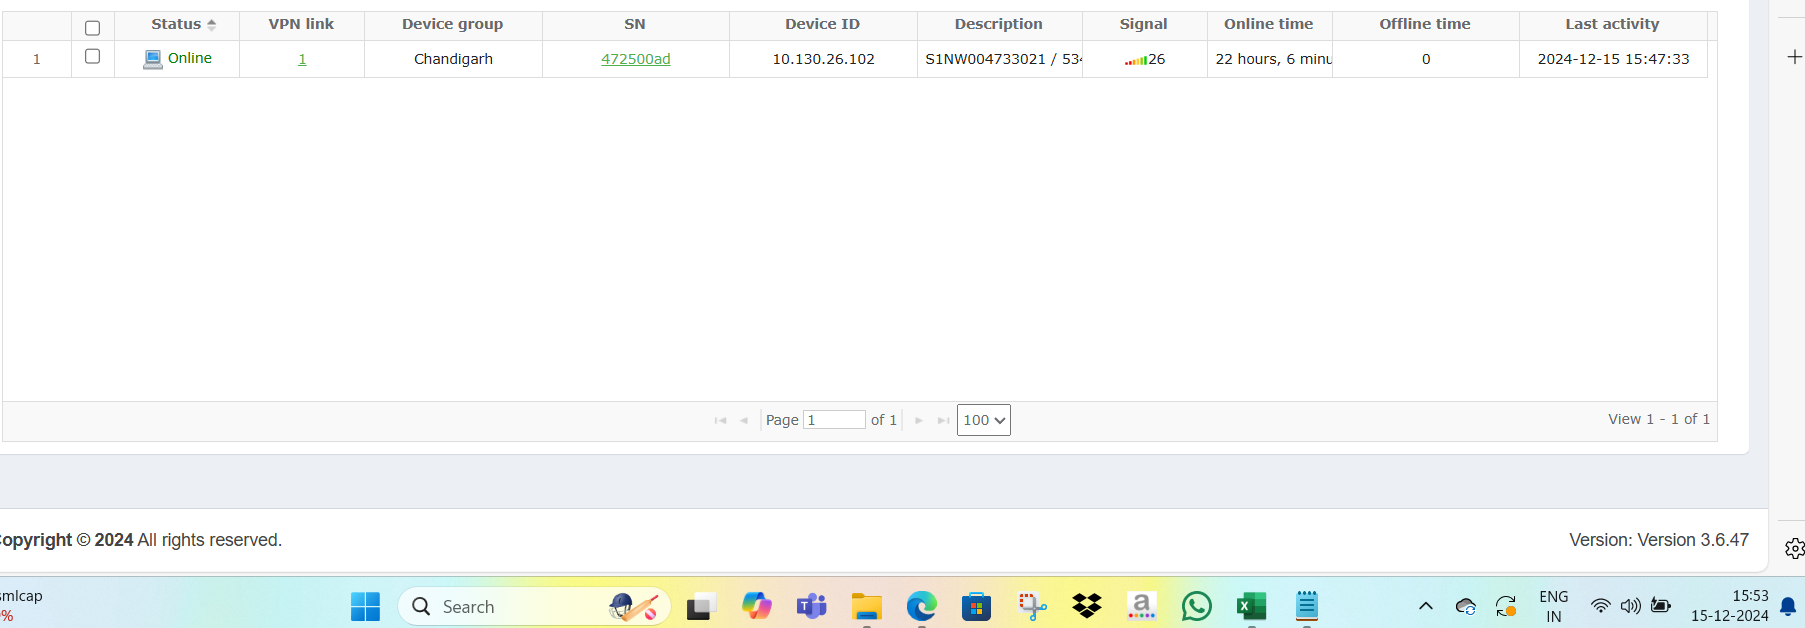 Status VPN link Device group SN Device ID Description Signal Online time Offline time Last activity
1 Online 1 Chandigarh 472500ad 10.130.26.102 S1NW004733021 / 534 26 22 hours, 6 minu 0 2024-12-15 15:47:33
Page 1 of 1 100 View 1 - 1 of 1
opyright © 2024 All rights reserved. Version: Version 3.6.47
smlcap
%
Search
ENG
IN
15:53
15-12-2024